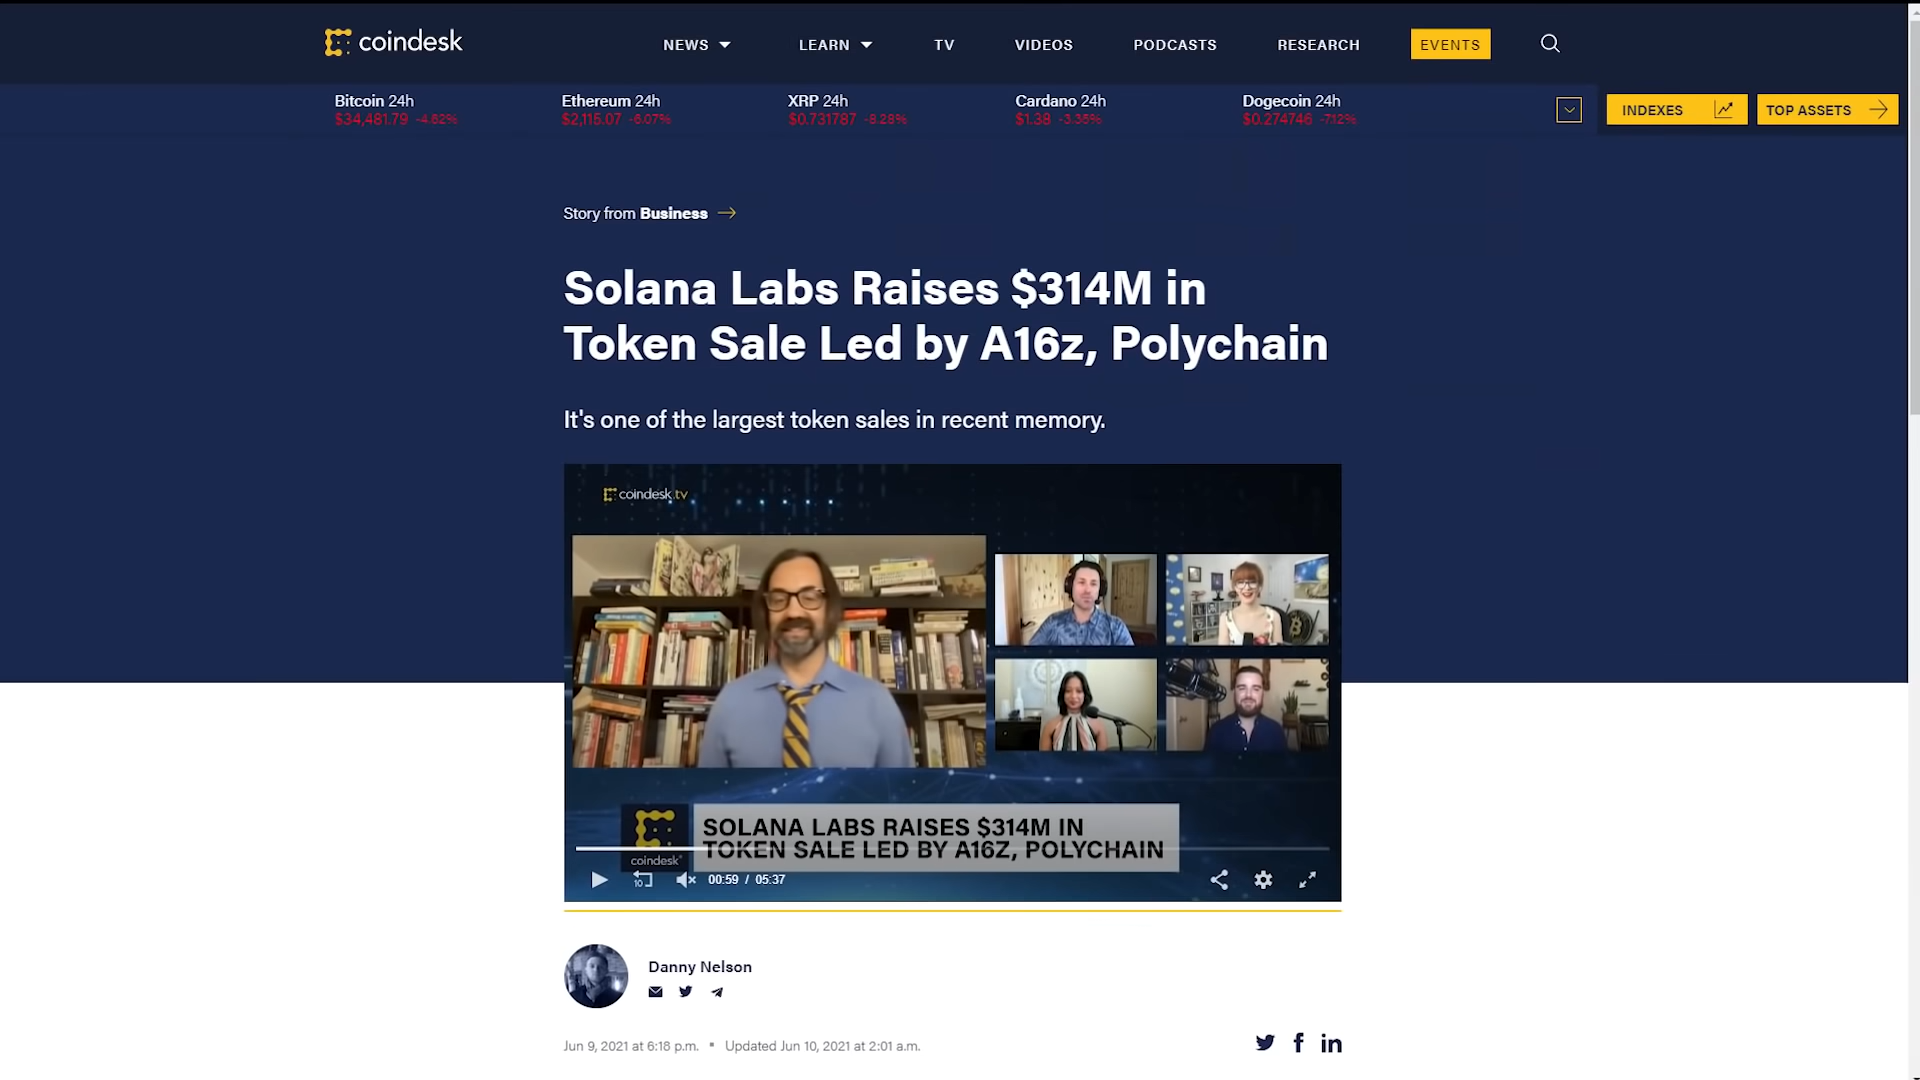 coindesk
NEWS
LEARN
TV
VIDEOS
PODCASTS
RESEARCH
EVENTS
Bitcoin 24h
$34,481.79 -4.62%
Ethereum 24h
$2,115.07 -6.07%
XRP 24h
$0.731787 -8.28%
Cardano 24h
$1.38 -3.35%
Dogecoin 24h
$0.274746 -7.12%
INDEXES
TOP ASSETS
Story from Business
Solana Labs Raises $314M in
Token Sale Led by A16z, Polychain
It's one of the largest token sales in recent memory.
coindesk.tv
SOLANA LABS RAISES $314M IN
TOKEN SALE LED BY A16Z, POLYCHAIN
coindesk
10
00:59 / 05:37
Danny Nelson
Jun 9, 2021 at 6:18 p.m. ▪ Updated Jun 10, 2021 at 2:01 a.m.